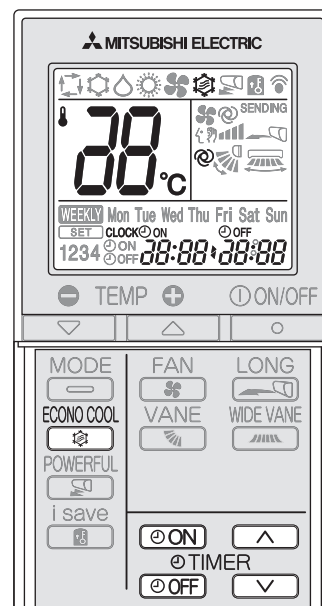 MITSUBISHI ELECTRIC
SENDING
88°C
WEEKLY Mon Tue Wed Thu Fri Sat Sun
SET CLOCK ON OFF
1234 ON OFF 88:88 88:88
TEMP ON/OFF
MODE FAN LONG
ECONO COOL VANE WIDE VANE
POWERFUL
i save
ON
TIMER
OFF